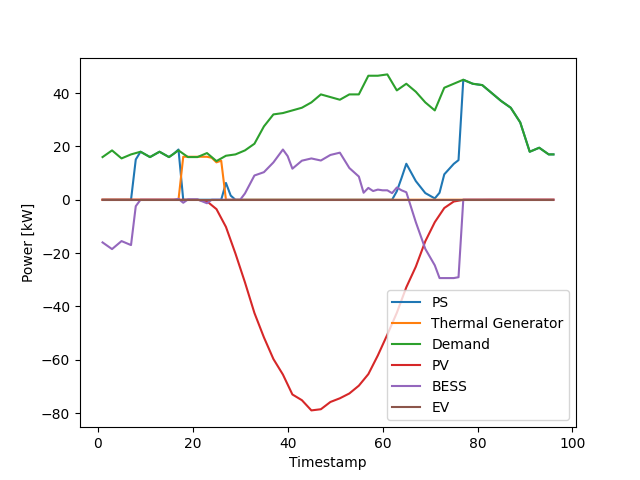 40
20
0
−20
−40
−60
−80
Power [kW]
PS
Thermal Generator
Demand
PV
BESS
EV
0 20 40 60 80 100
Timestamp